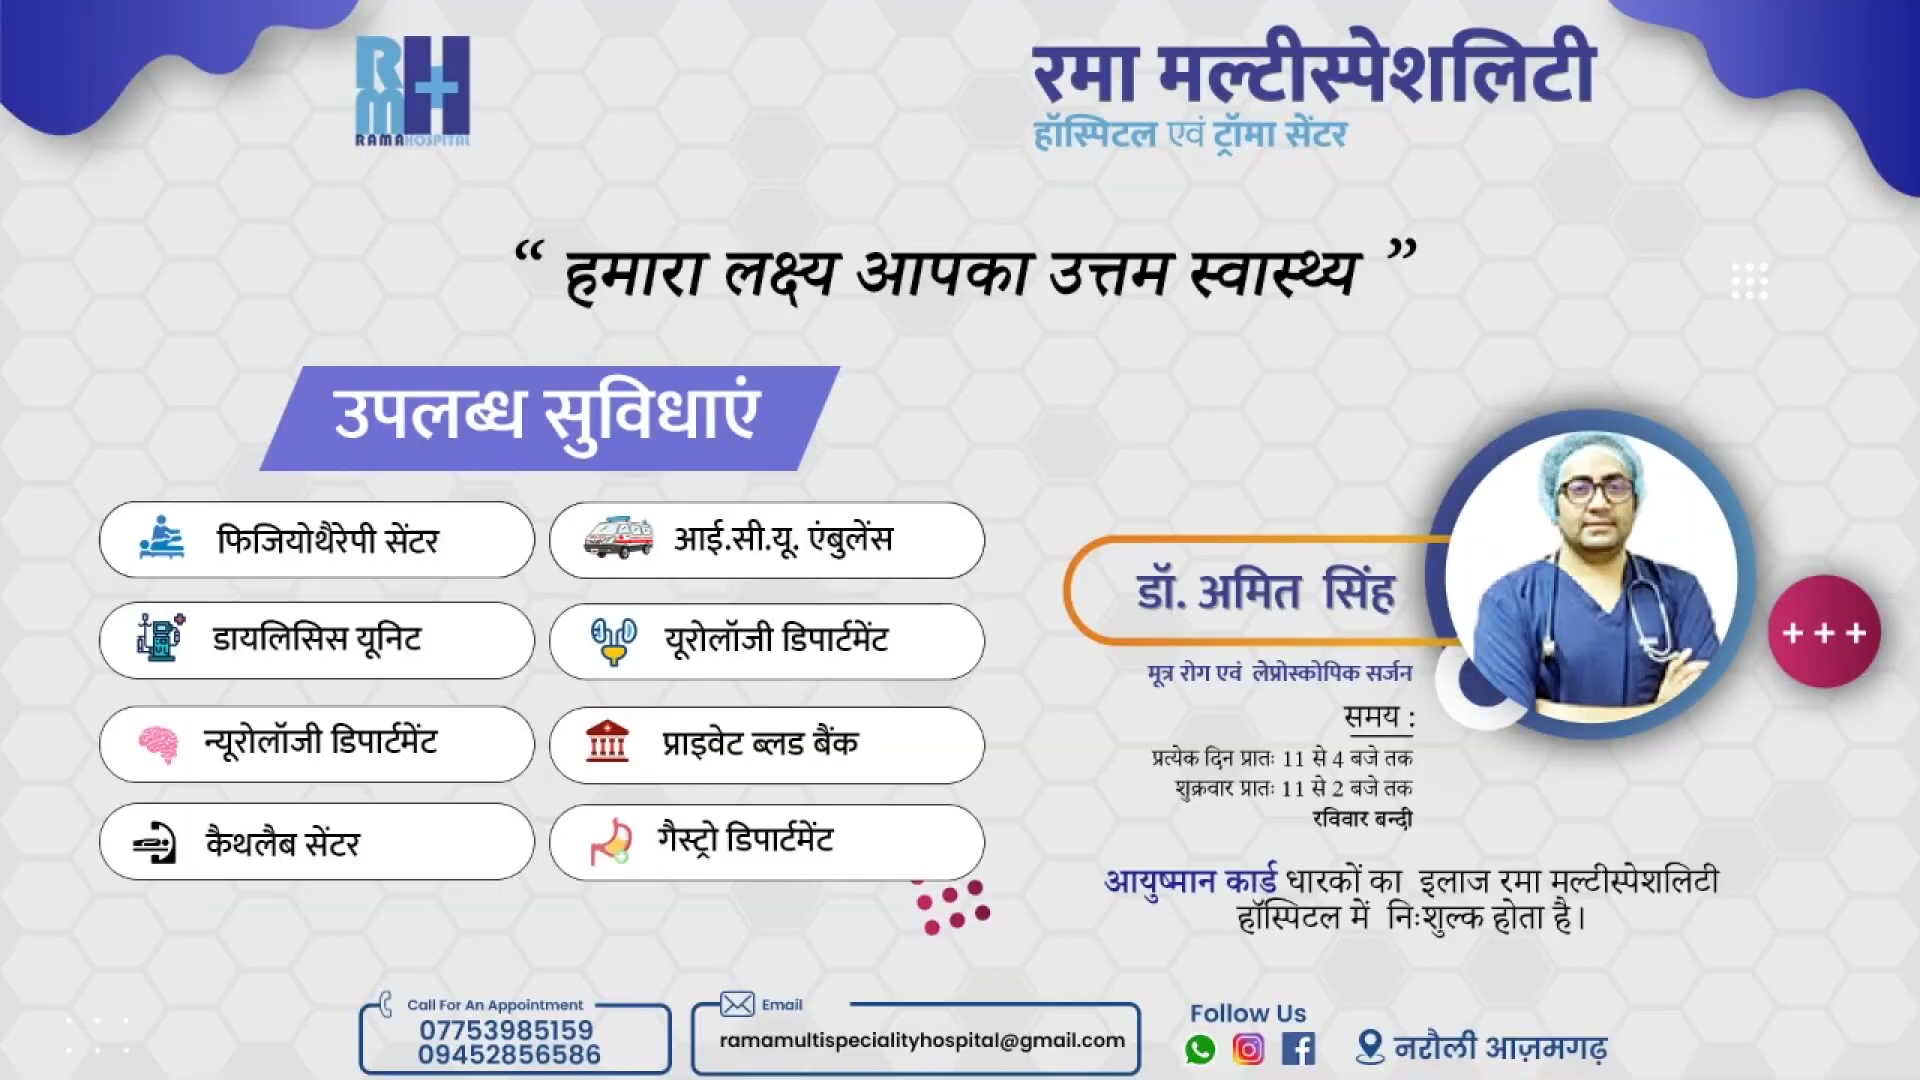 RMH
RAMAHOSPITAL
रमा मल्टीस्पेशलिटी
हॉस्पिटल एवं ट्रॉमा सेंटर
“ हमारा लक्ष्य आपका उत्तम स्वास्थ्य ”
उपलब्ध सुविधाएं
फिजियोथैरेपी सेंटर
आई.सी.यू. एंबुलेंस
डायलिसिस यूनिट
यूरोलॉजी डिपार्टमेंट
न्यूरोलॉजी डिपार्टमेंट
प्राइवेट ब्लड बैंक
कैथलैब सेंटर
गैस्ट्रो डिपार्टमेंट
डॉ. अमित सिंह
मूत्र रोग एवं लेप्रोस्कोपिक सर्जन
समय :
प्रत्येक दिन प्रातः 11 से 4 बजे तक
शुक्रवार प्रातः 11 से 2 बजे तक
रविवार बन्दी
आयुष्मान कार्ड धारकों का इलाज रमा मल्टीस्पेशलिटी
हॉस्पिटल में निःशुल्क होता है।
Call For An Appointment
07753985159
09452856586
Email
ramamultispecialityhospital@gmail.com
Follow Us
नरौली आज़मगढ़